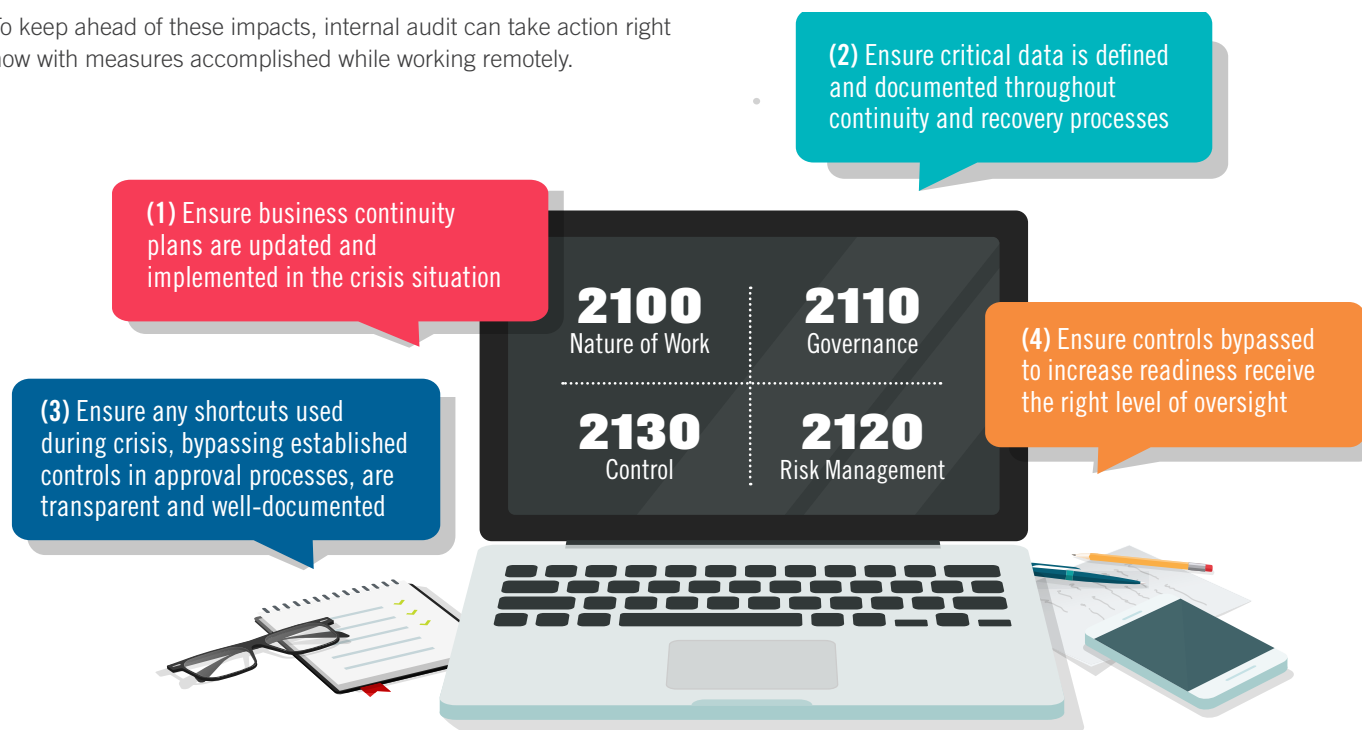 To keep ahead of these impacts, internal audit can take action right
now with measures accomplished while working remotely.
(1) Ensure business continuity
plans are updated and
implemented in the crisis situation
(2) Ensure critical data is defined
and documented throughout
continuity and recovery processes
(3) Ensure any shortcuts used
during crisis, bypassing established
controls in approval processes, are
transparent and well-documented
(4) Ensure controls bypassed
to increase readiness receive
the right level of oversight
2100
Nature of Work
2110
Governance
2130
Control
2120
Risk Management